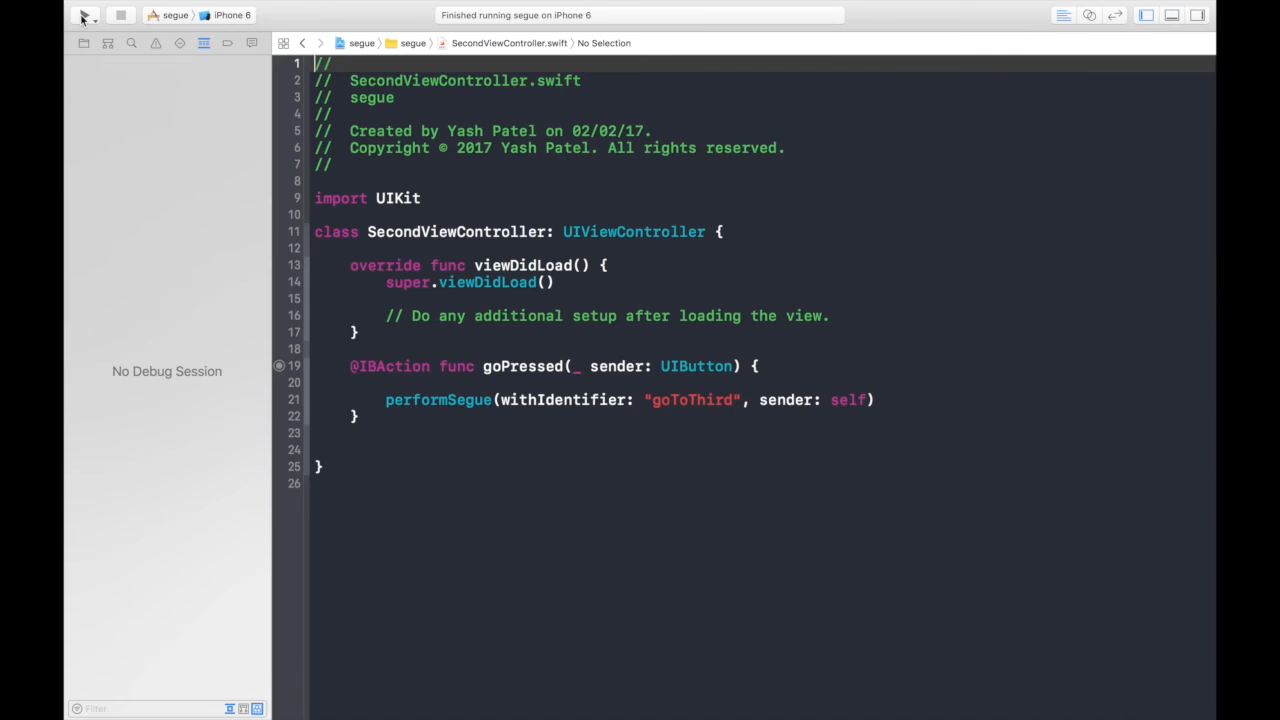 segue 〉 iPhone 6
Finished running segue on iPhone 6
segue 〉 segue 〉 SecondViewController.swift 〉 No Selection
1 //
2 //  SecondViewController.swift
3 //  segue
4 //
5 //  Created by Yash Patel on 02/02/17.
6 //  Copyright © 2017 Yash Patel. All rights reserved.
7 //
8
9 import UIKit
10
11 class SecondViewController: UIViewController {
12
13     override func viewDidLoad() {
14         super.viewDidLoad()
15
16         // Do any additional setup after loading the view.
17     }
18
19     @IBAction func goPressed(_ sender: UIButton) {
20
21         performSegue(withIdentifier: "goToThird", sender: self)
22     }
23
24
25 }
26
No Debug Session
Filter